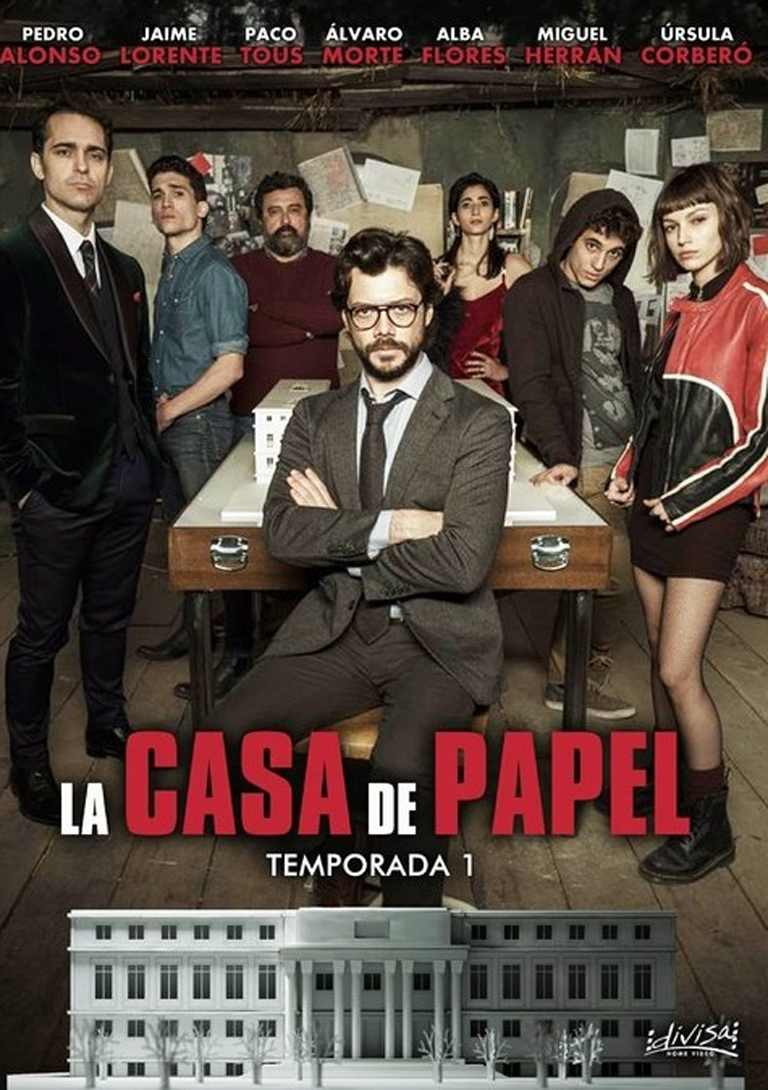 PEDRO JAIME PACO ÁLVARO ALBA MIGUEL ÚRSULA
ALONSO LORENTE TOUS MORTE FLORES HERRÁN CORBERÓ
LA CASA DE PAPEL
TEMPORADA 1
divisa
HOME VIDEO